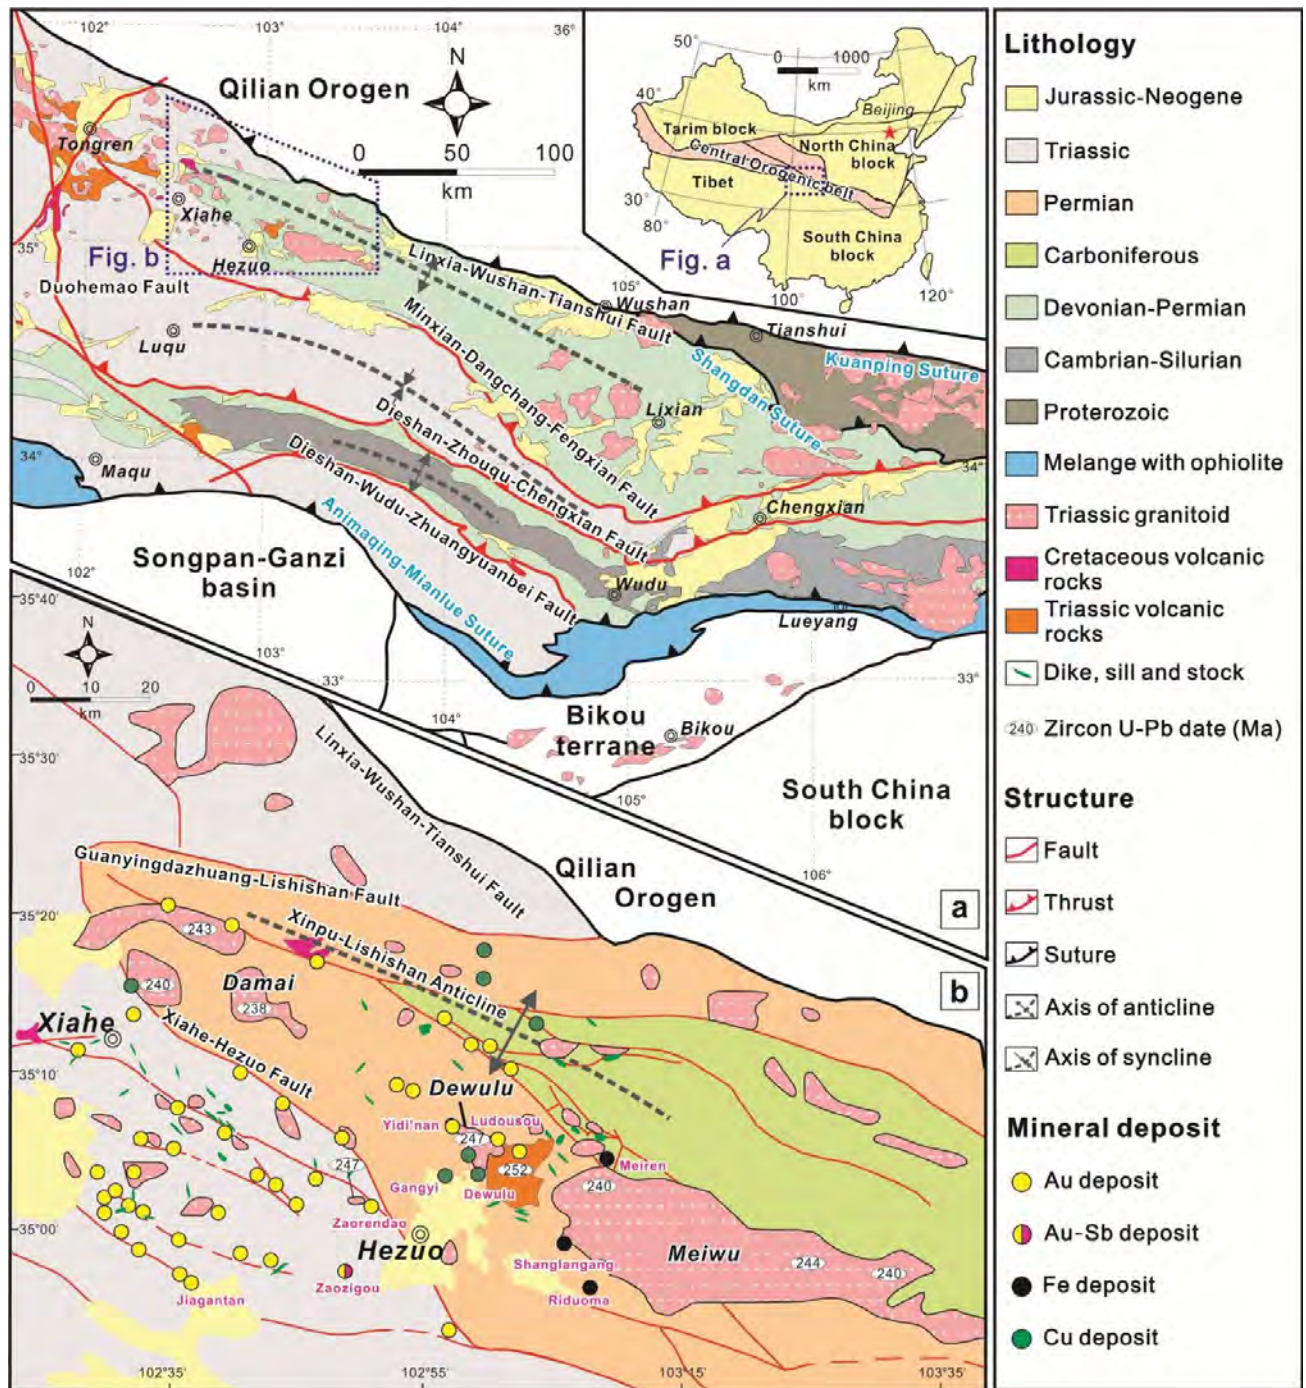 102°
103°
104°
36°
Qilian Orogen
N
0 50 100
km
Tongren
Xiahe
Hezuo
35°
Fig. b
Duohemao Fault
Luqu
34°
Maqu
Linxia-Wushan-Tianshui Fault
Minxian-Dangchang-Fengxian Fault
Dieshan-Zhouqu-Chengxian Fault
Dieshan-Wudu-Zhuangyuanbei Fault
Animaqing-Mianlue Suture
105°
Wushan
Tianshui
Kuanping Suture
Shangdan Suture
Lixian
34°
Chengxian
Wudu
Lueyang
Songpan-Ganzi
basin
102°
103°
33°
104°
33°
Bikou
terrane
Bikou
105°
South China
block
106°
a
50°
40°
30°
80°
100°
120°
0 1000
km
Beijing
Tarim block
North China
block
Central Orogenic belt
Tibet
South China
block
Fig. a
35°40'
N
0 10 20
km
35°30'
35°20'
35°10'
35°00'
102°35'
102°55'
103°15'
103°35'
Linxia-Wushan-Tianshui Fault
Qilian
Orogen
b
Guanyingdazhuang-Lishishan Fault
Xinpu-Lishishan Anticline
243
240
Damai
238
Xiahe
Xiahe-Hezuo Fault
Dewulu
Yidi'nan
Ludousou
247
252
Gangyi
Dewulu
Meiren
240
247
Zaorendao
Hezuo
Zaozigou
Jiagantan
Shanglangang
Riduoma
Meiwu
244
240
Lithology
Jurassic-Neogene
Triassic
Permian
Carboniferous
Devonian-Permian
Cambrian-Silurian
Proterozoic
Melange with ophiolite
Triassic granitoid
Cretaceous volcanic
rocks
Triassic volcanic
rocks
Dike, sill and stock
240 Zircon U-Pb date (Ma)
Structure
Fault
Thrust
Suture
Axis of anticline
Axis of syncline
Mineral deposit
Au deposit
Au-Sb deposit
Fe deposit
Cu deposit